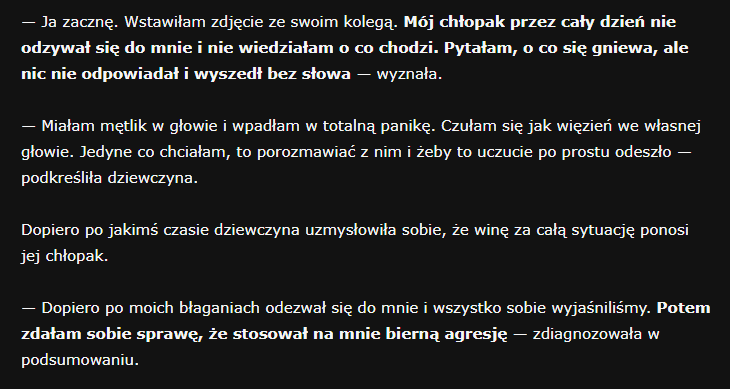 — Ja zacznę. Wstawiłam zdjęcie ze swoim kolegą. Mój chłopak przez cały dzień nie
odzywał się do mnie i nie wiedziałam o co chodzi. Pytałam, o co się gniewa, ale
nic nie odpowiadał i wyszedł bez słowa — wyznała.
— Miałam mętlik w głowie i wpadłam w totalną panikę. Czułam się jak więzień we własnej
głowie. Jedyne co chciałam, to porozmawiać z nim i żeby to uczucie po prostu odeszło —
podkreśliła dziewczyna.
Dopiero po jakimś czasie dziewczyna uzmysłowiła sobie, że winę za całą sytuację ponosi
jej chłopak.
— Dopiero po moich błaganiach odezwał się do mnie i wszystko sobie wyjaśniliśmy. Potem
zdałam sobie sprawę, że stosował na mnie bierną agresję — zdiagnozowała w
podsumowaniu.